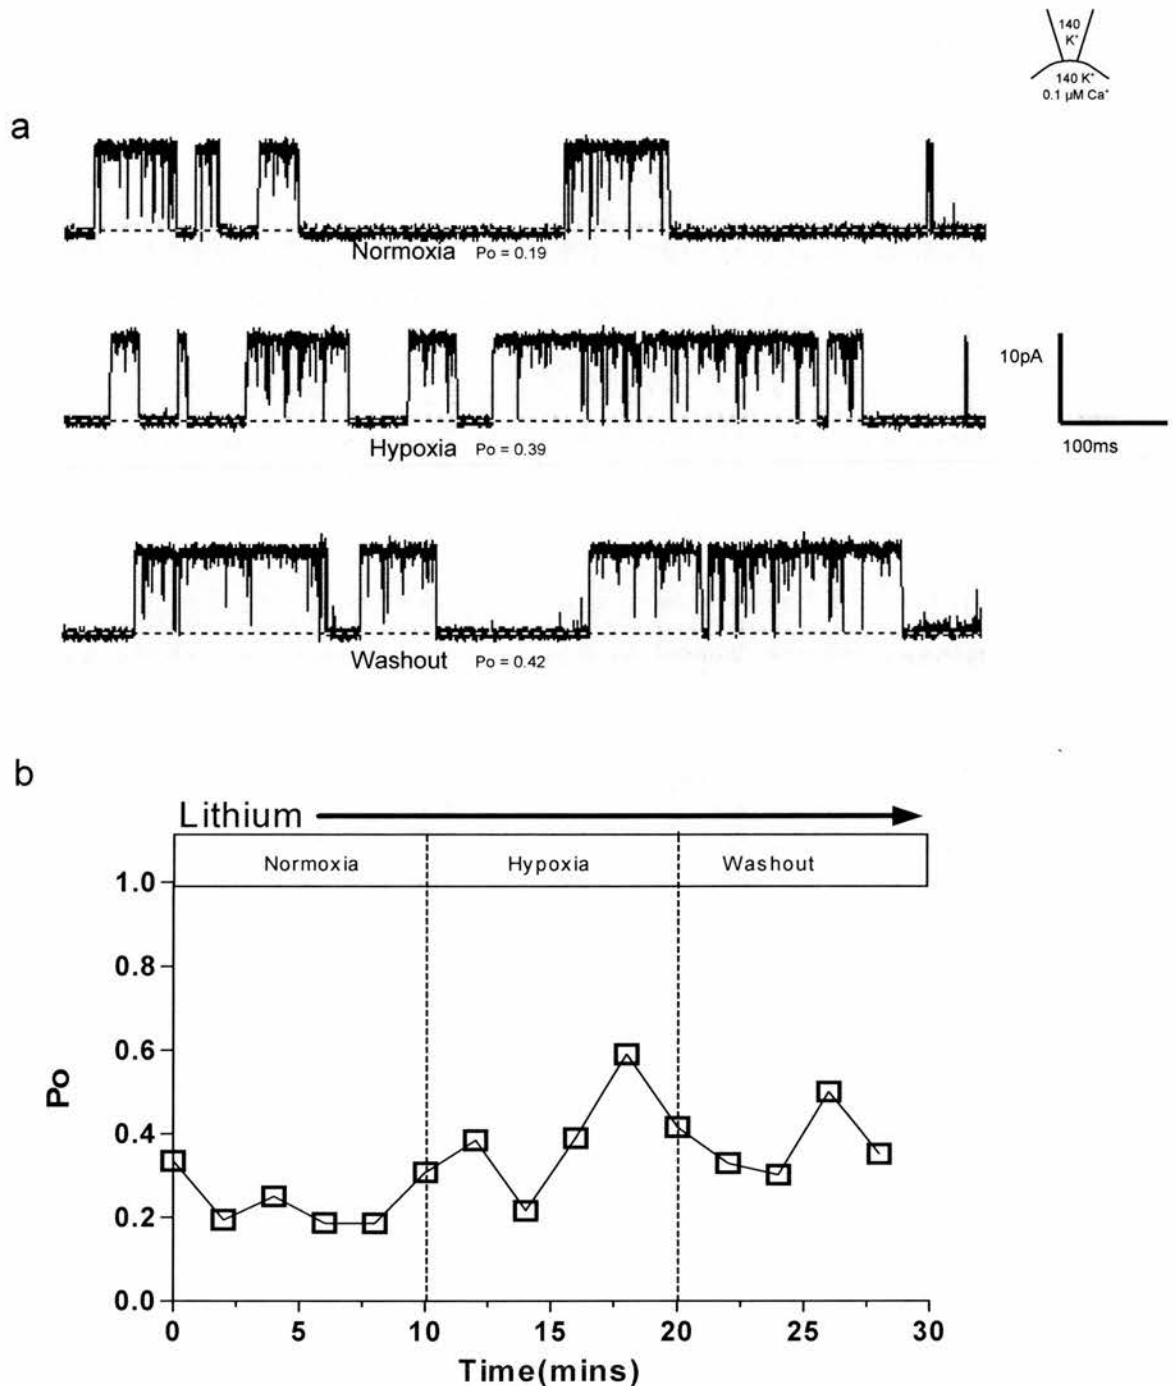 140
K⁺
140 K⁺
0.1 µM Ca⁺
a
Normoxia Po = 0.19
10pA
100ms
Hypoxia Po = 0.39
Washout Po = 0.42
b
Lithium
Normoxia Hypoxia Washout
1.0
0.8
0.6
0.4
0.2
0.0
Po
0 5 10 15 20 25 30
Time(mins)